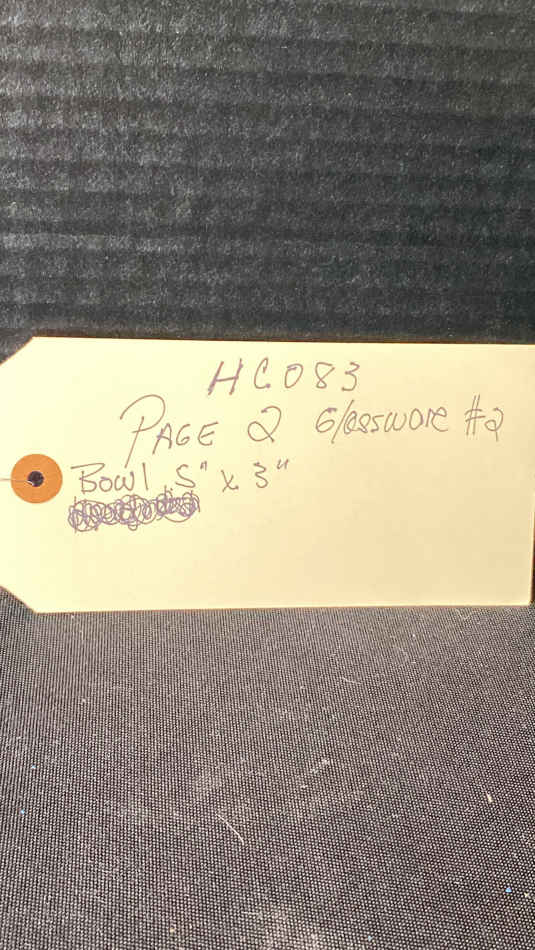 HC083
PAGE 2 Glassware #2
Bowl 5" x 3"